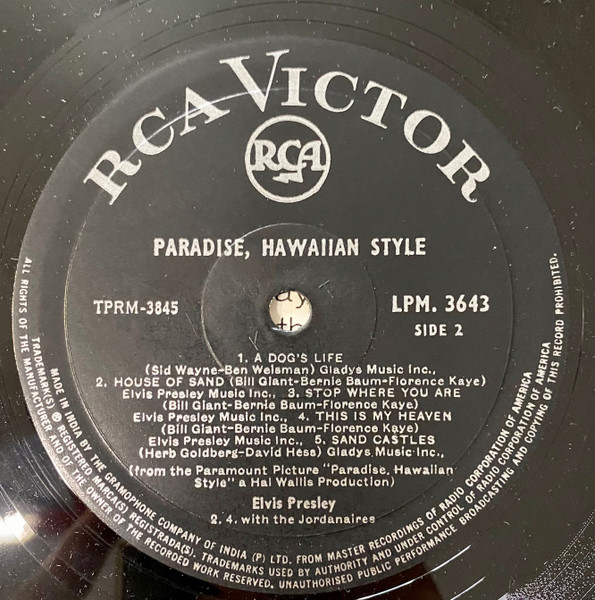 RCA VICTOR
RCA
PARADISE, HAWAIIAN STYLE
TPRM-3845
LPM. 3643
SIDE 2
1. A DOG'S LIFE
(Sid Wayne-Ben Weisman) Gladys Music Inc.,
2. HOUSE OF SAND (Bill Giant-Bernie Baum-Florence Kaye)
Elvis Presley Music Inc., 3. STOP WHERE YOU ARE
(Bill Giant-Bernie Baum-Florence Kaye)
Elvis Presley Music Inc., 4. THIS IS MY HEAVEN
(Bill Giant-Bernie Baum-Florence Kaye)
Elvis Presley Music Inc., 5. SAND CASTLES
(Herb Goldberg-David Hess) Gladys Music Inc.,
(from the Paramount Picture "Paradise, Hawaiian
Style" a Hal Wallis Production)
Elvis Presley
2. 4. with the Jordanaires
MADE IN INDIA BY THE GRAMOPHONE COMPANY OF INDIA (P) LTD. FROM MASTER RECORDINGS OF RADIO CORPORATION OF AMERICA
TRADEMARK(S) ® REGISTERED MARCA(S) REGISTRADA(S). TRADEMARKS USED BY AUTHORITY AND UNDER CONTROL OF RADIO CORPORATION OF AMERICA
ALL RIGHTS OF THE MANUFACTURER AND OF THE OWNER OF THE RECORDED WORK RESERVED. UNAUTHORISED PUBLIC PERFORMANCE BROADCASTING AND COPYING OF THIS RECORD PROHIBITED.